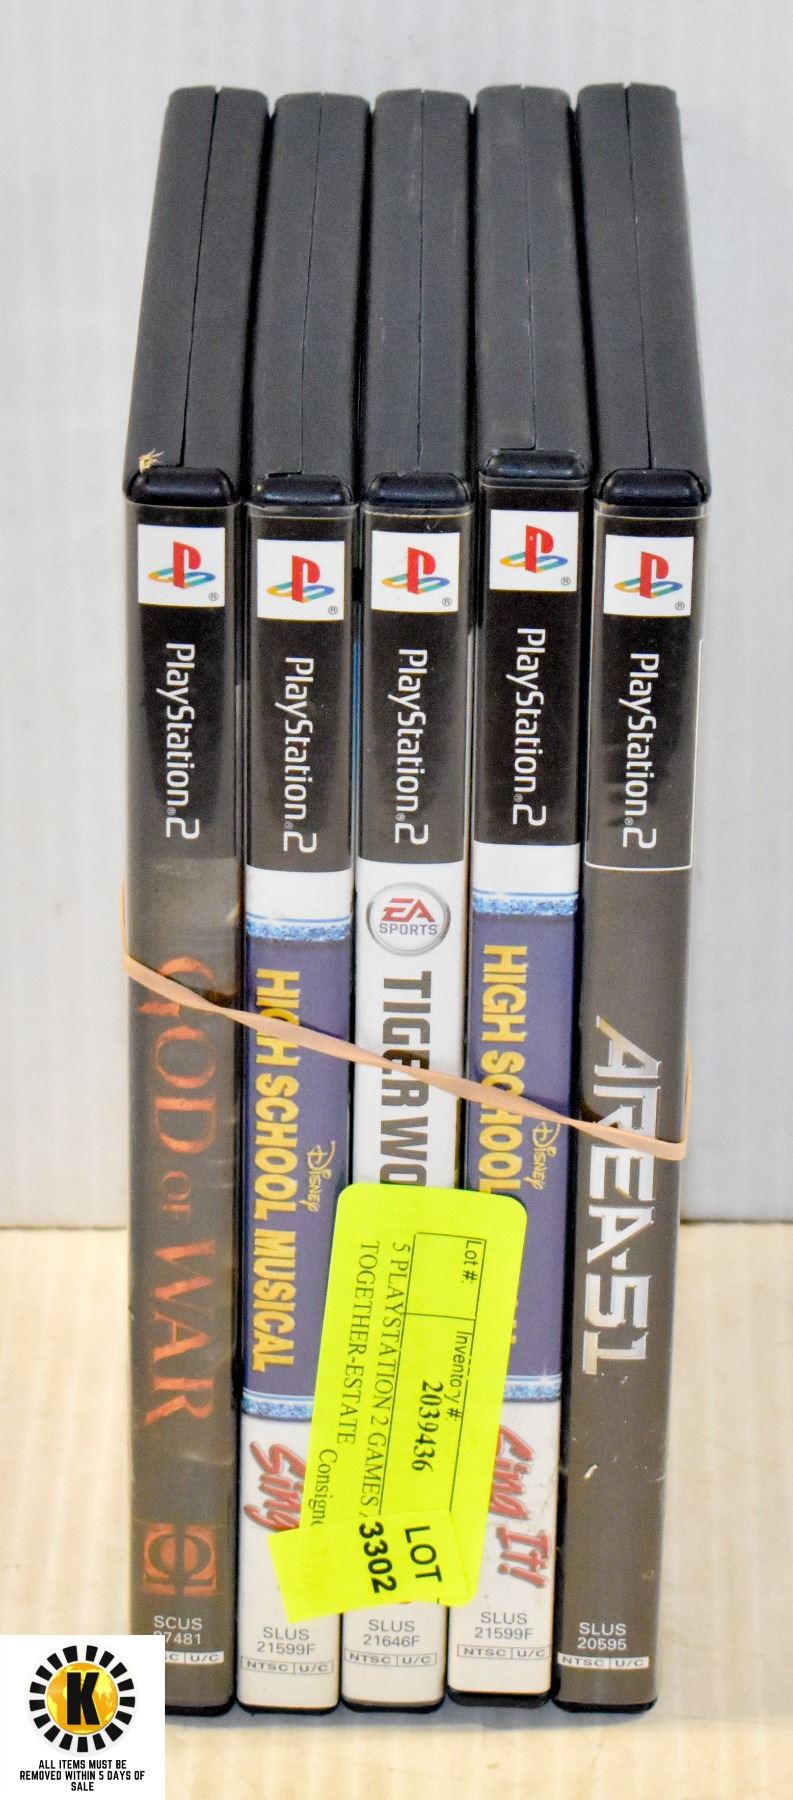 PlayStation®2
GOD OF WAR
SCUS
97481
NTSC U/C
PlayStation®2
Disney
HIGH SCHOOL MUSICAL
Sing
SLUS
21599F
NTSC U/C
PlayStation®2
EA
SPORTS
TIGER WO
SLUS
21646F
NTSC U/C
PlayStation®2
Disney
HIGH SCHOOL
Sing It!
SLUS
21599F
NTSC U/C
PlayStation®2
AREA-51
SLUS
20595
NTSC U/C
Lot #:
Inventory #:
2039436
5 PLAYSTATION 2 GAMES
TOGETHER-ESTATE
Consign
LOT
3302
K
ALL ITEMS MUST BE
REMOVED WITHIN 5 DAYS OF
SALE